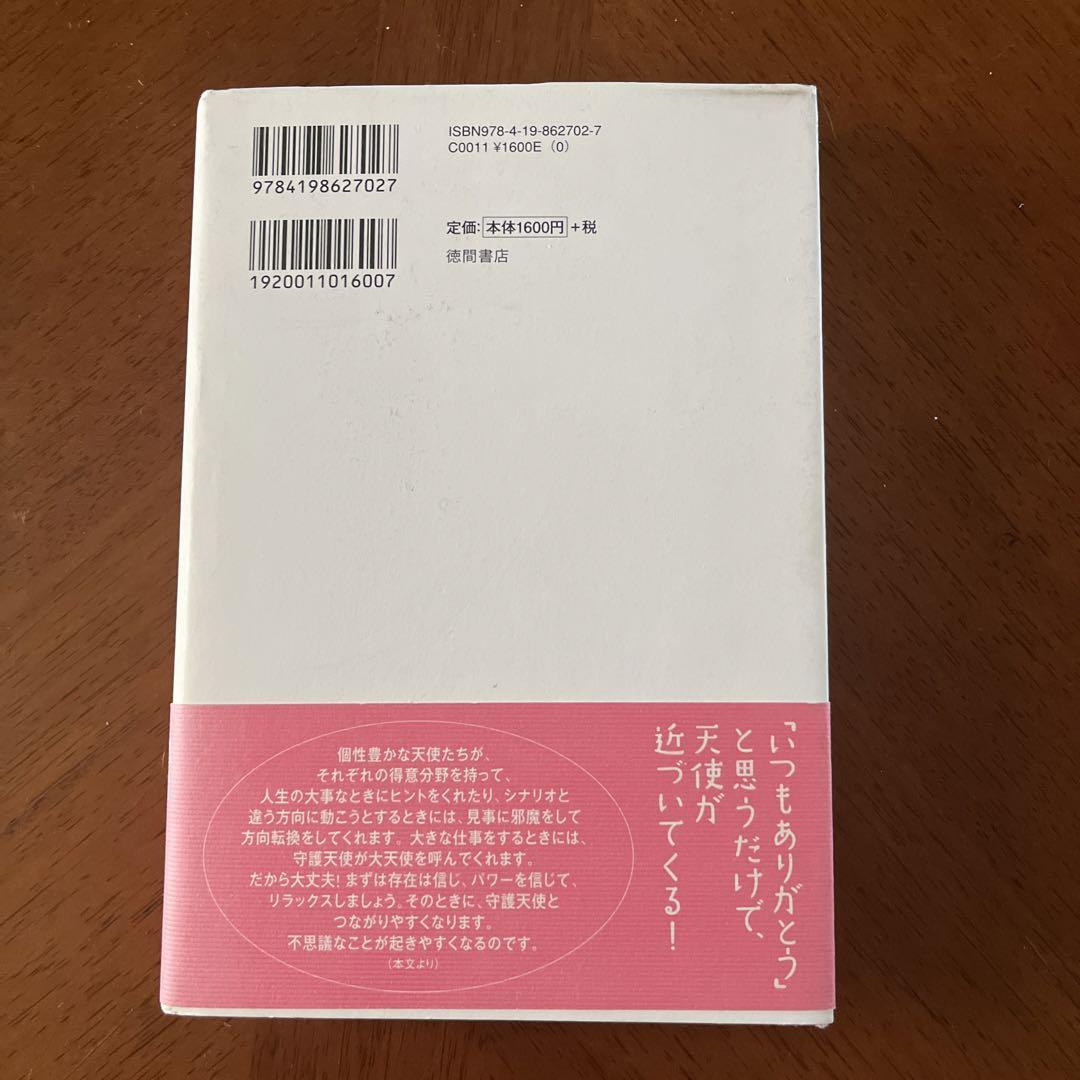 ISBN978-4-19-862702-7
C0011 ¥1600E (0)
9784198627027
定価: 本体1600円 +税
徳間書店
1920011016007
「いつもありがとう」
と思うだけで、
天使が
近づいてくる!
個性豊かな天使たちが、
それぞれの得意分野を持って、
人生の大事なときにヒントをくれたり、シナリオと
違う方向に動こうとするときには、見事に邪魔をして
方向転換をしてくれます。大きな仕事をするときには、
守護天使が大天使を呼んでくれます。
だから大丈夫!まずは存在は信じ、パワーを信じて、
リラックスしましょう。そのときに、守護天使と
つながりやすくなります。
不思議なことが起きやすくなるのです。
(本文より)